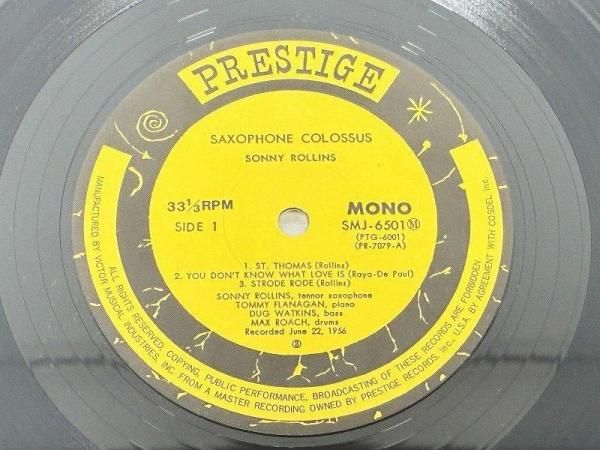 PRESTIGE
SAXOPHONE COLOSSUS
SONNY ROLLINS
33⅓RPM
SIDE 1
MONO
SMJ-6501Ⓜ
(PTG-6001)
(PR-7079-A)
1. ST. THOMAS (Rollins)
2. YOU DON'T KNOW WHAT LOVE IS (Raya-De Paul)
3. STRODE RODE (Rollins)
SONNY ROLLINS, tennor saxophone
TOMMY FLANAGAN, piano
DUG WATKINS, bass
MAX ROACH, drums
Recorded June 22, 1956
MANUFACTURED BY VICTOR MUSICAL INDUSTRIES, INC. FROM A MASTER RECORDING OWNED BY PRESTIGE RECORDS, Inc., U.S.A. BY AGREEMENT WITH COSDEL, Inc.
ALL RIGHTS RESERVED, COPYING, PUBLIC PERFORMANCE, BROADCASTING OF THESE RECORDS ARE FORBIDDEN